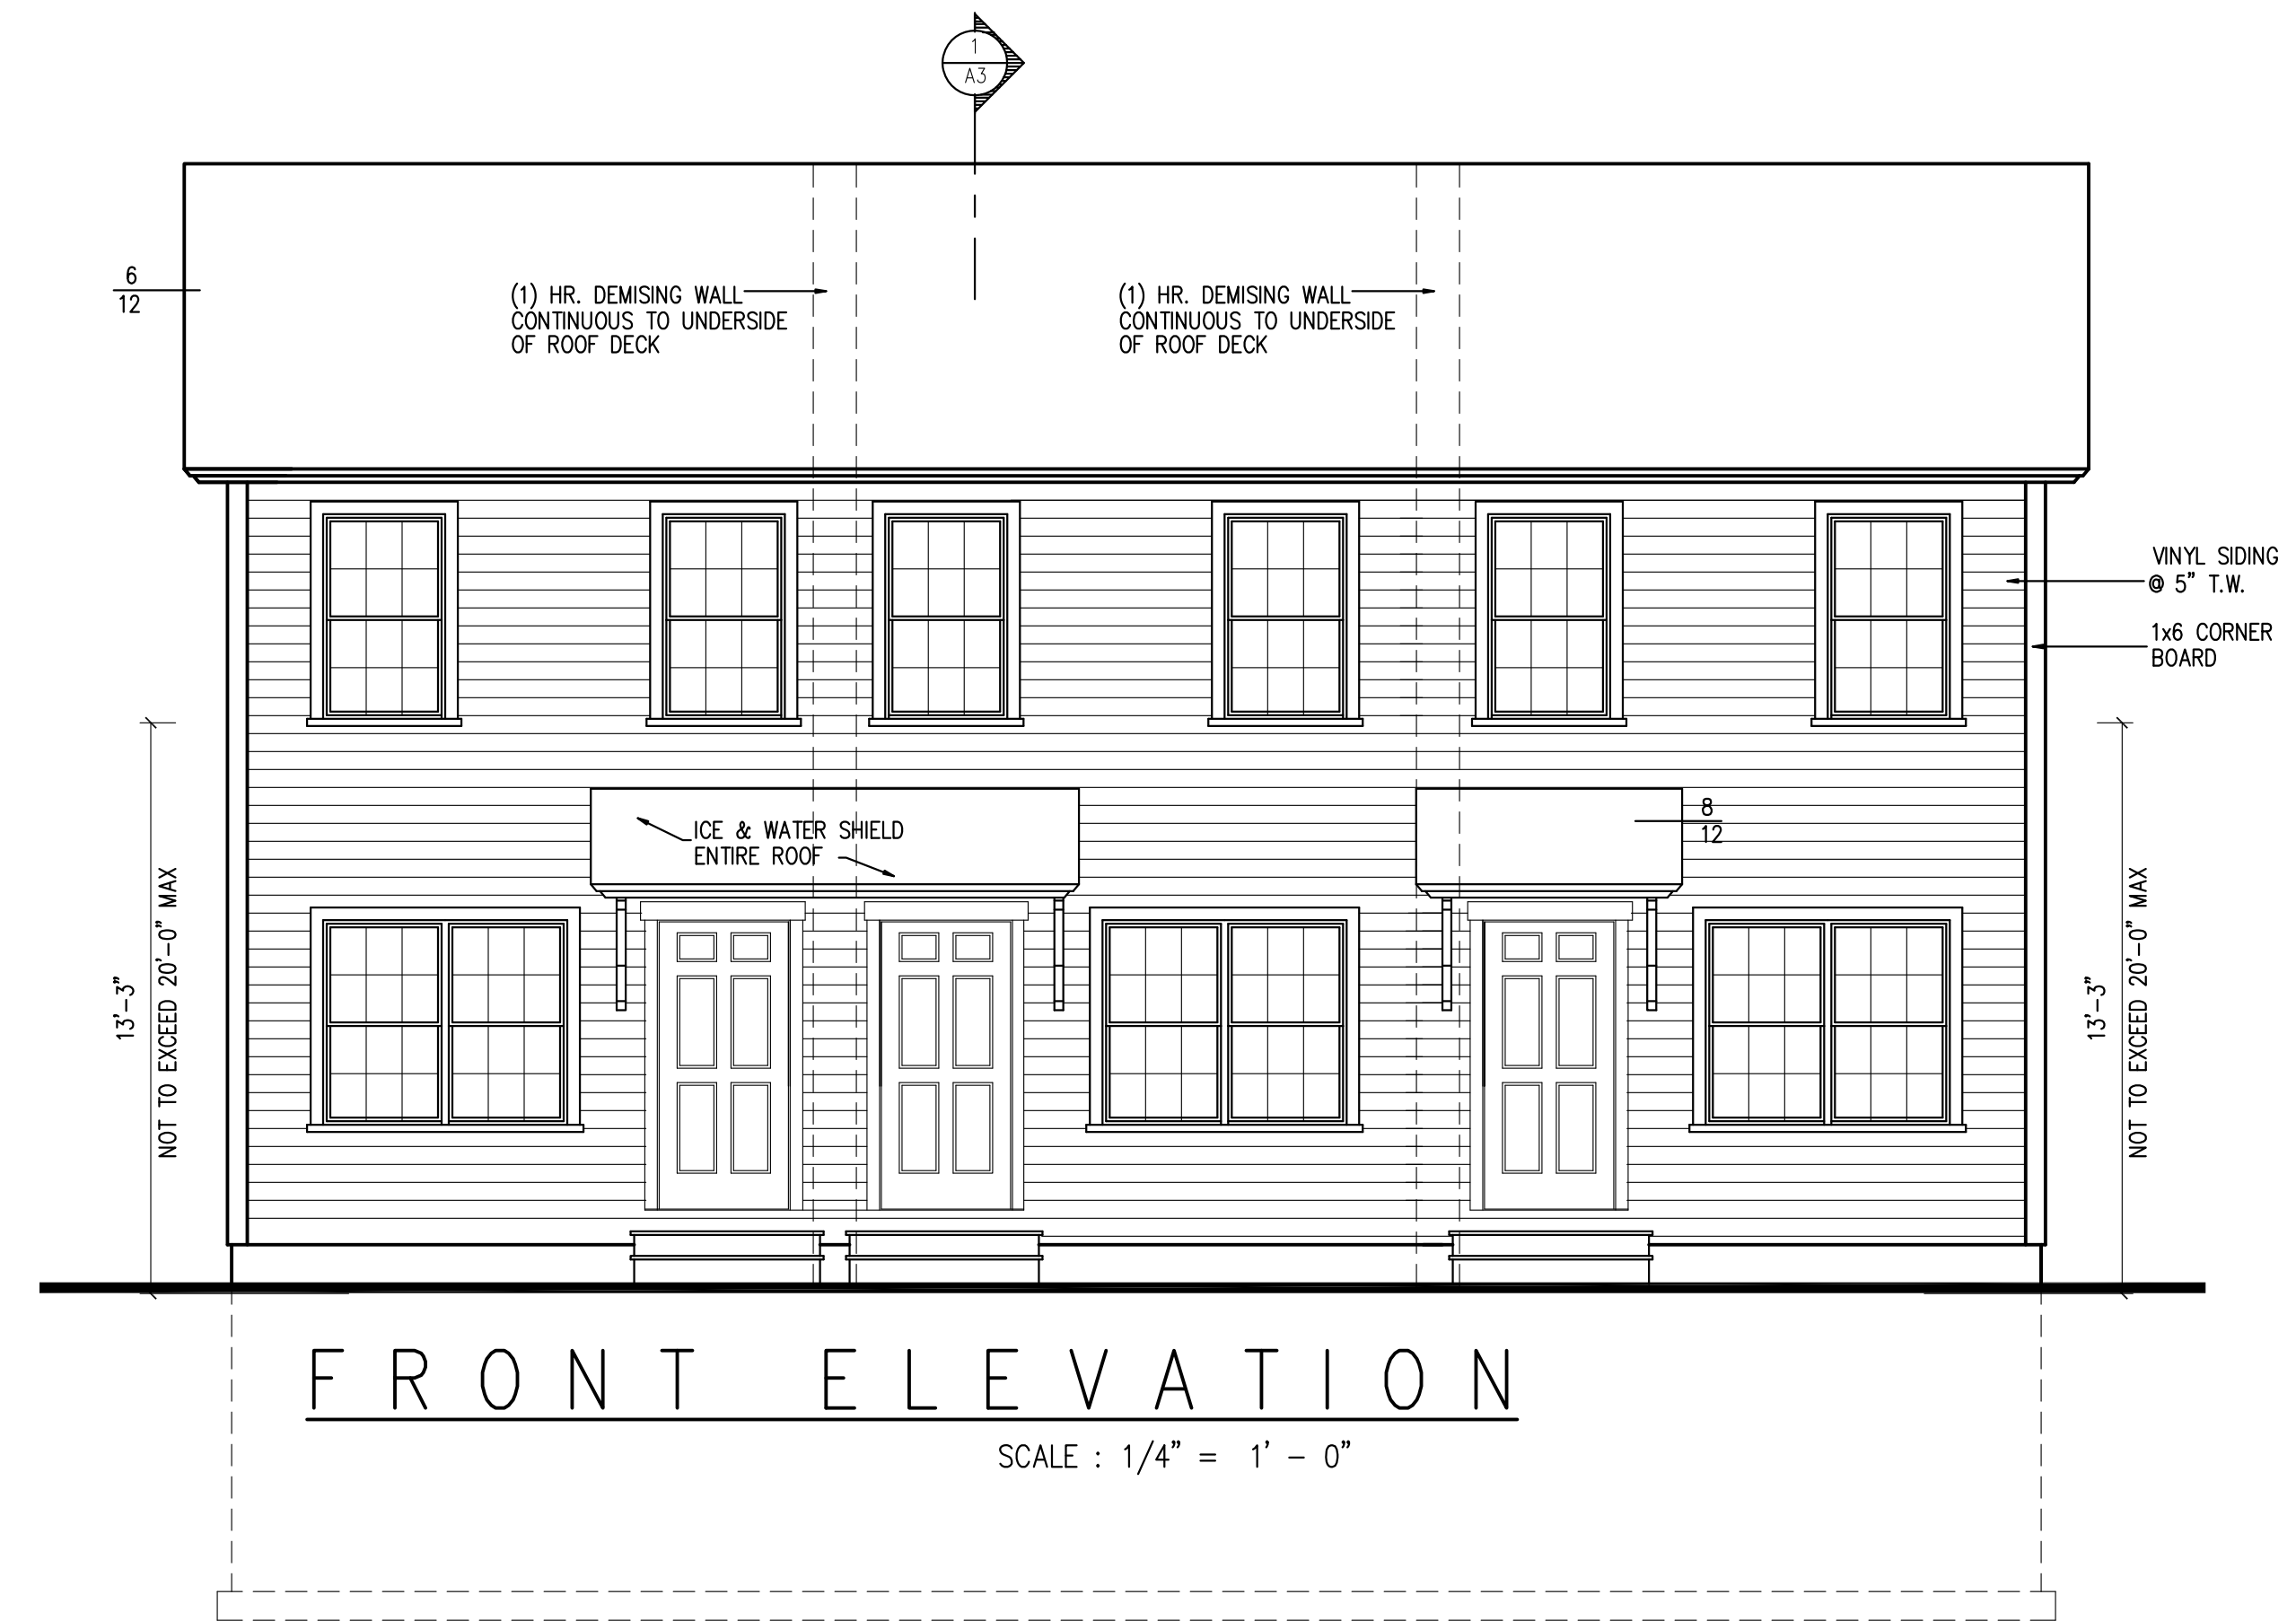 1
A3
6
12
(1) HR. DEMISING WALL
CONTINUOUS TO UNDERSIDE
OF ROOF DECK
(1) HR. DEMISING WALL
CONTINUOUS TO UNDERSIDE
OF ROOF DECK
VINYL SIDING
@ 5" T.W.
1x6 CORNER
BOARD
ICE & WATER SHIELD
ENTIRE ROOF
8
12
13'-3"
NOT TO EXCEED 20'-0" MAX
13'-3"
NOT TO EXCEED 20'-0" MAX
FRONT ELEVATION
SCALE : 1/4" = 1' - 0"